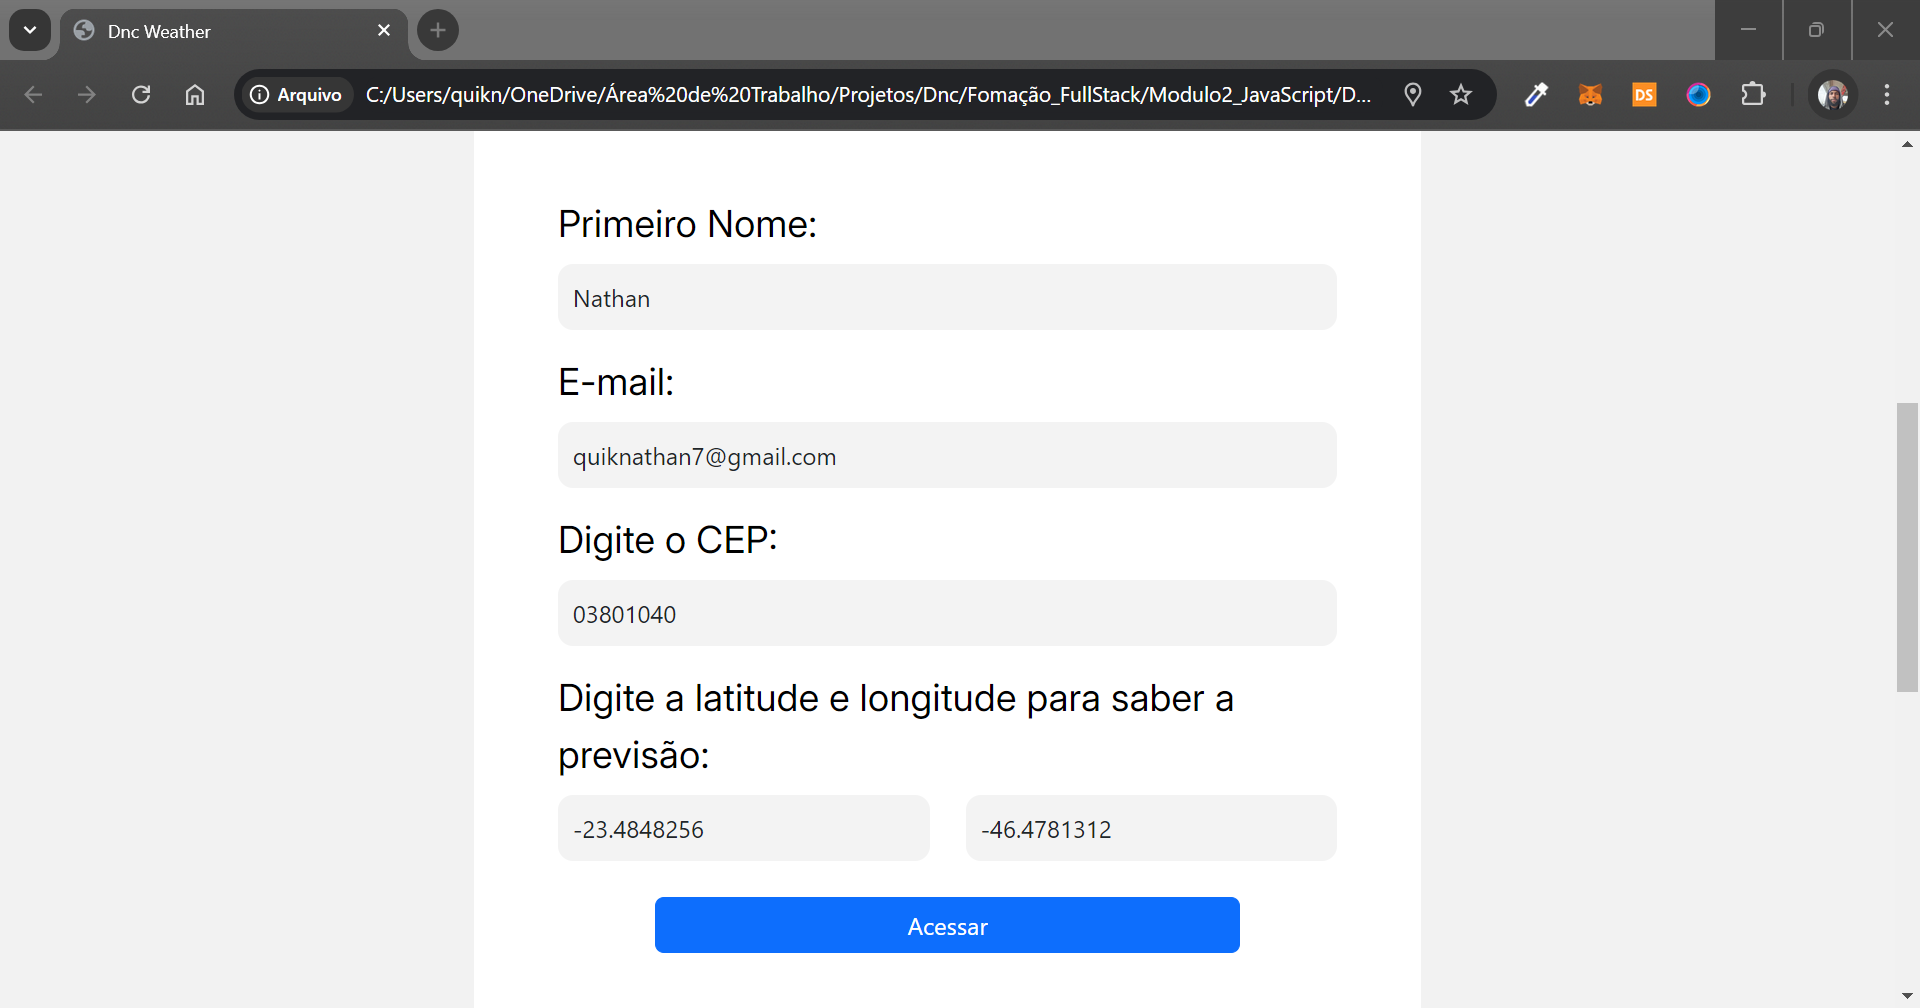 Dnc Weather
Arquivo
C:/Users/quikn/OneDrive/Área%20de%20Trabalho/Projetos/Dnc/Fomação_FullStack/Modulo2_JavaScript/D...
DS
Primeiro Nome:
Nathan
E-mail:
quiknathan7@gmail.com
Digite o CEP:
03801040
Digite a latitude e longitude para saber a
previsão:
-23.4848256
-46.4781312
Acessar